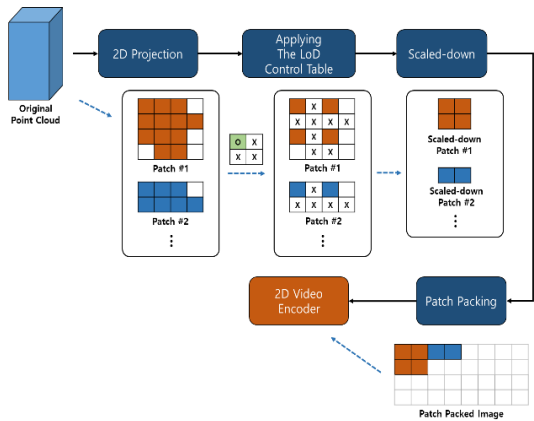 2D Projection
Applying
The LoD
Control Table
Scaled-down
Original
Point Cloud
O X
X X
X
X X X X
X
X X
Patch #1
Patch #1
Scaled-down
Patch #1
X
X X X X
Patch #2
Patch #2
Scaled-down
Patch #2
2D Video
Encoder
Patch Packing
Patch Packed Image